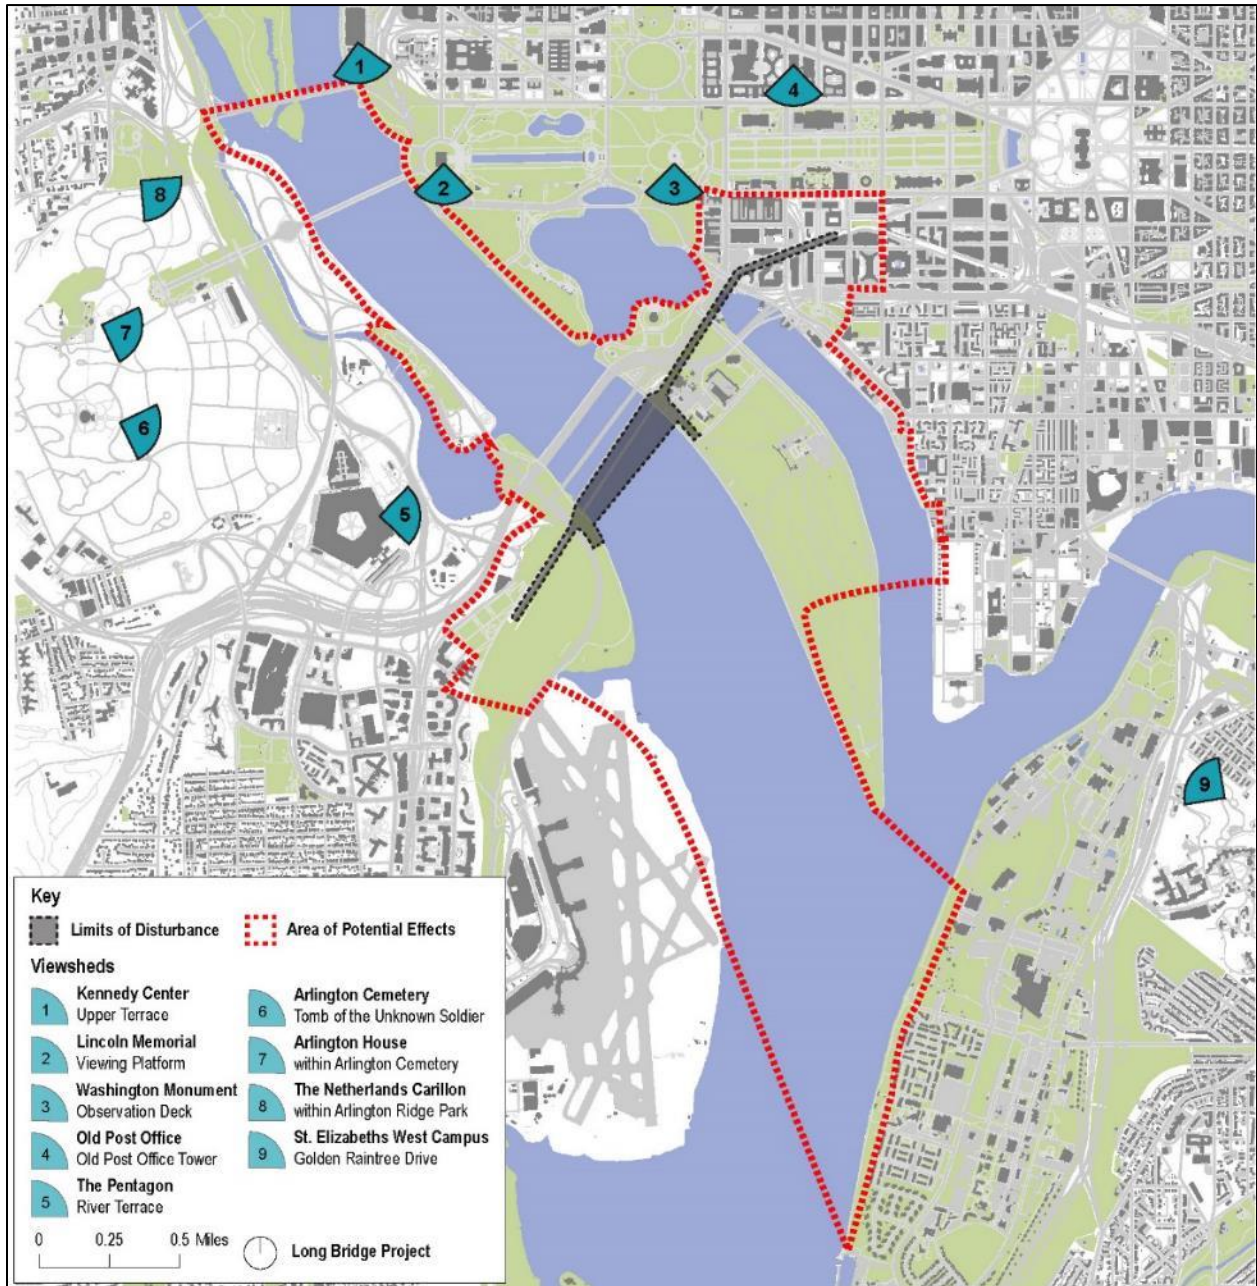 1
4
2
3
8
7
6
5
9
Key
Limits of Disturbance
Area of Potential Effects
Viewsheds
1 Kennedy Center
Upper Terrace
2 Lincoln Memorial
Viewing Platform
3 Washington Monument
Observation Deck
4 Old Post Office
Old Post Office Tower
5 The Pentagon
River Terrace
6 Arlington Cemetery
Tomb of the Unknown Soldier
7 Arlington House
within Arlington Cemetery
8 The Netherlands Carillon
within Arlington Ridge Park
9 St. Elizabeths West Campus
Golden Raintree Drive
0 0.25 0.5 Miles
Long Bridge Project